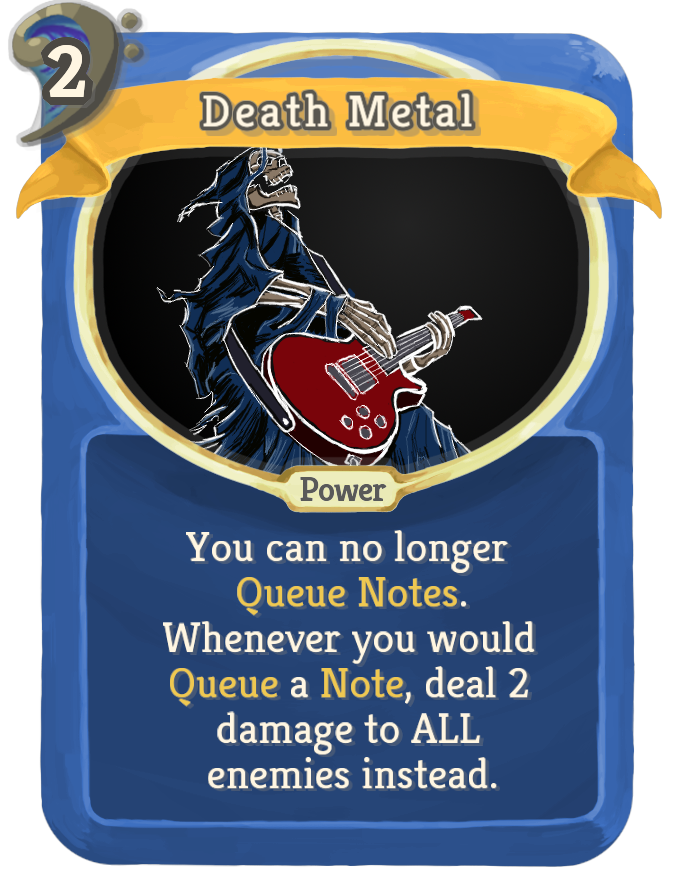 2
Death Metal
Power
You can no longer
Queue Notes.
Whenever you would
Queue a Note, deal 2
damage to ALL
enemies instead.